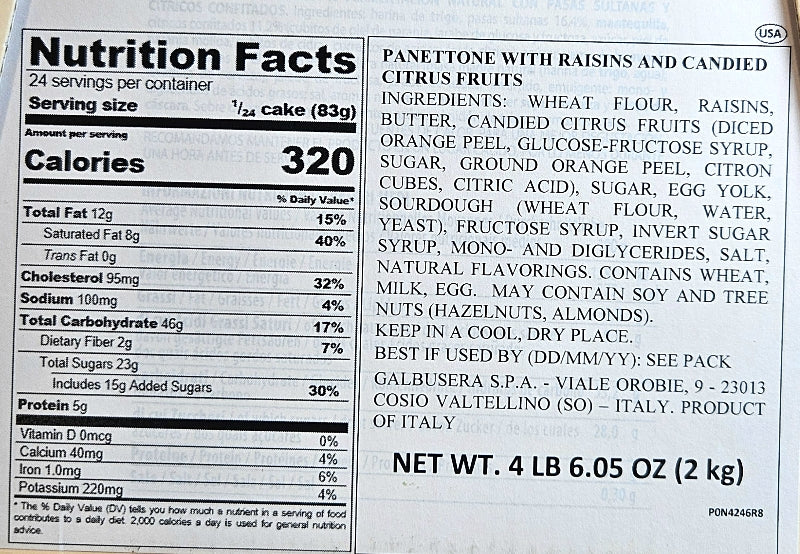 USA
Nutrition Facts
24 servings per container
Serving size 1/24 cake (83g)
Amount per serving
Calories 320
% Daily Value*
Total Fat 12g 15%
Saturated Fat 8g 40%
Trans Fat 0g
Cholesterol 95mg 32%
Sodium 100mg 4%
Total Carbohydrate 46g 17%
Dietary Fiber 2g 7%
Total Sugars 23g
Includes 15g Added Sugars 30%
Protein 5g
Vitamin D 0mcg 0%
Calcium 40mg 4%
Iron 1.0mg 6%
Potassium 220mg 4%
* The % Daily Value (DV) tells you how much a nutrient in a serving of food
contributes to a daily diet. 2,000 calories a day is used for general nutrition
advice.
PANETTONE WITH RAISINS AND CANDIED
CITRUS FRUITS
INGREDIENTS: WHEAT FLOUR, RAISINS,
BUTTER, CANDIED CITRUS FRUITS (DICED
ORANGE PEEL, GLUCOSE-FRUCTOSE SYRUP,
SUGAR, GROUND ORANGE PEEL, CITRON
CUBES, CITRIC ACID), SUGAR, EGG YOLK,
SOURDOUGH (WHEAT FLOUR, WATER,
YEAST), FRUCTOSE SYRUP, INVERT SUGAR
SYRUP, MONO- AND DIGLYCERIDES, SALT,
NATURAL FLAVORINGS. CONTAINS WHEAT,
MILK, EGG. MAY CONTAIN SOY AND TREE
NUTS (HAZELNUTS, ALMONDS).
KEEP IN A COOL, DRY PLACE.
BEST IF USED BY (DD/MM/YY): SEE PACK
GALBUSERA S.P.A. - VIALE OROBIE, 9 - 23013
COSIO VALTELLINO (SO) – ITALY. PRODUCT
OF ITALY
NET WT. 4 LB 6.05 OZ (2 kg)
P0N4246R8